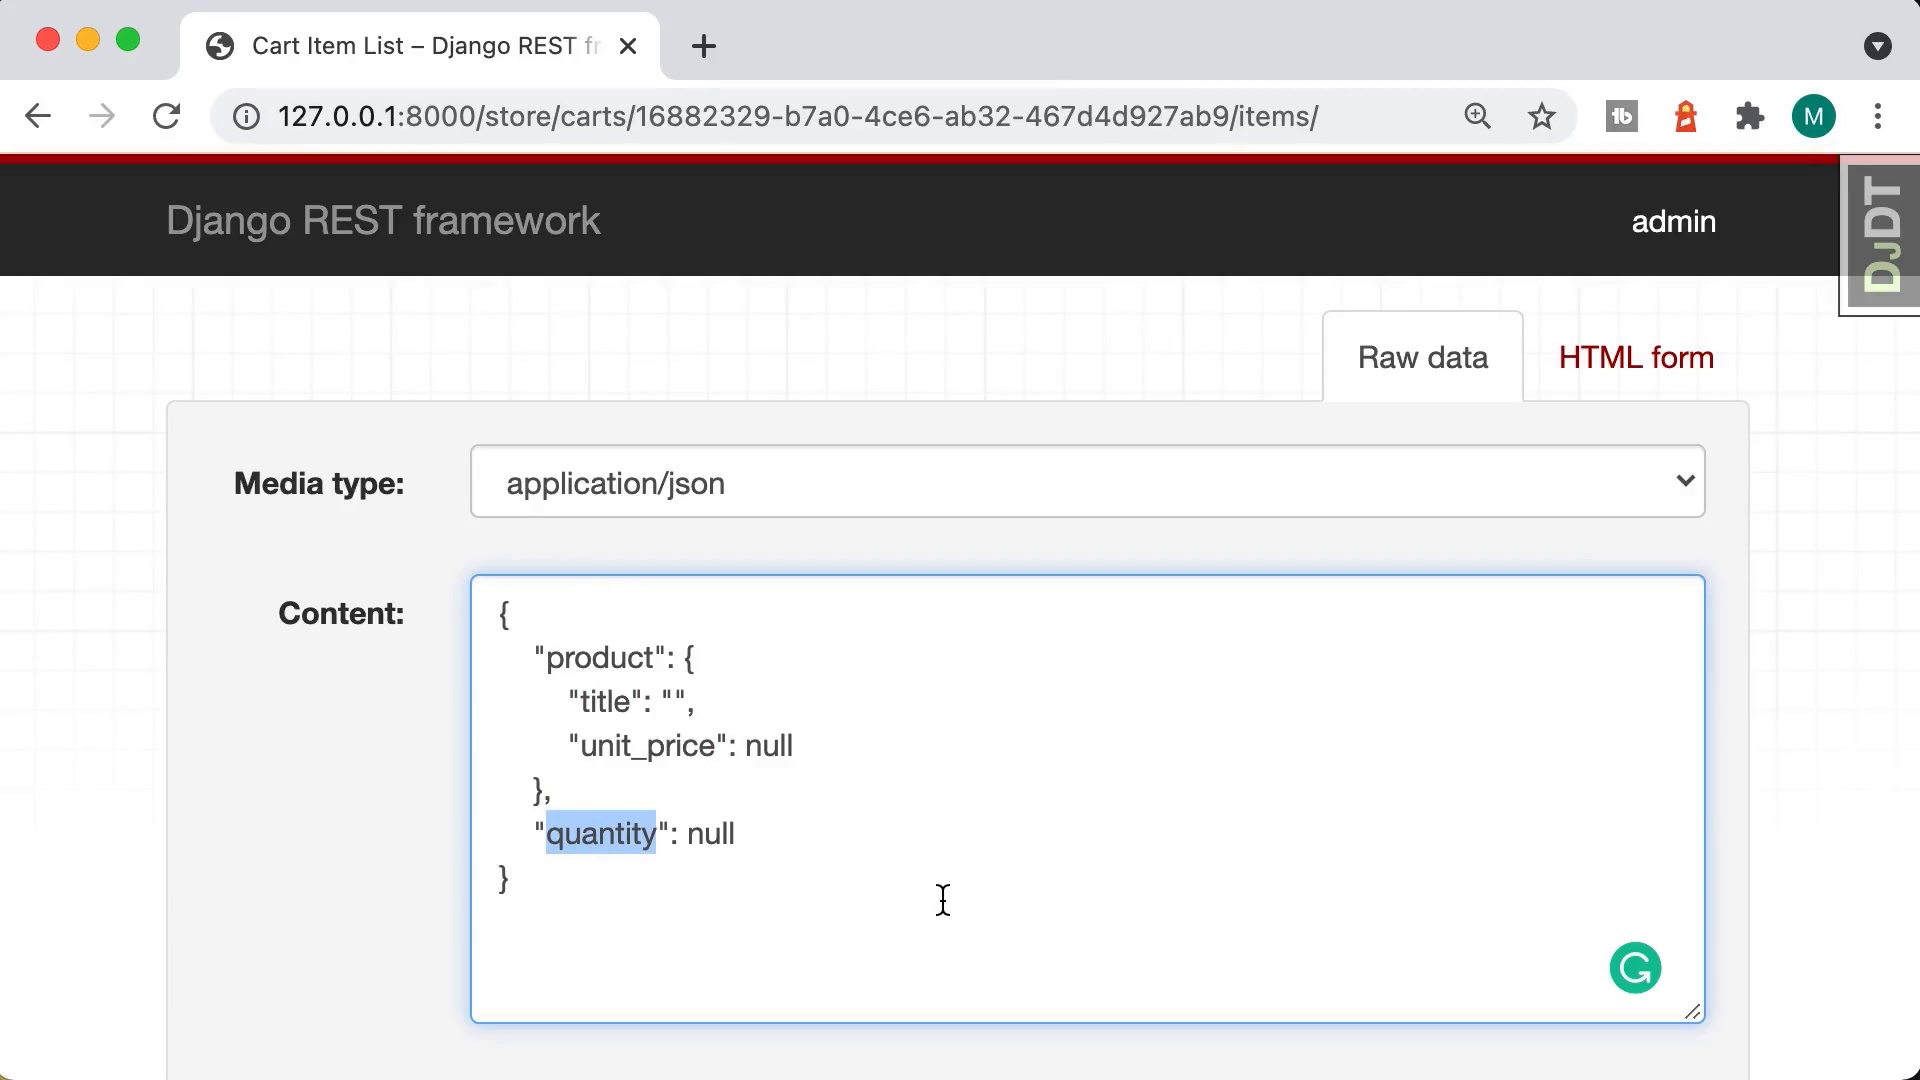 Cart Item List – Django REST fr
127.0.0.1:8000/store/carts/16882329-b7a0-4ce6-ab32-467d4d927ab9/items/
M
Django REST framework
admin
DJDT
Raw data
HTML form
Media type:
application/json
Content:
{
"product": {
"title": "",
"unit_price": null
},
"quantity": null
}